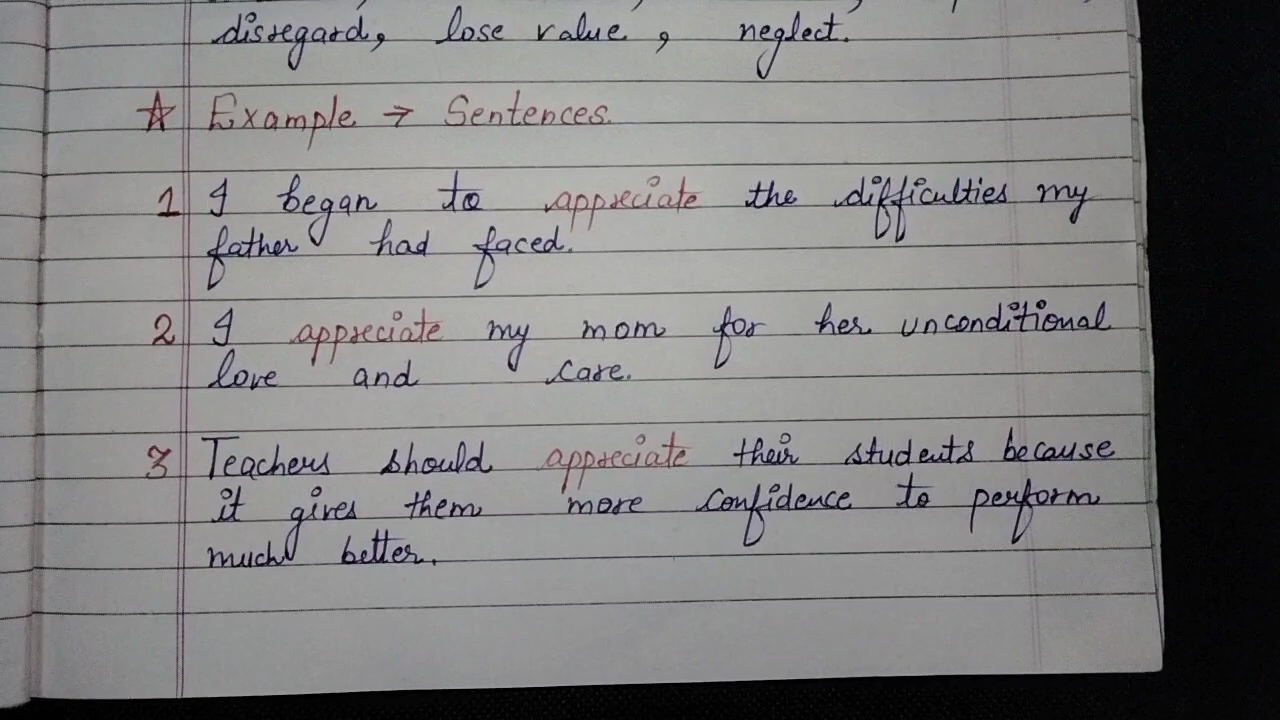 disregard, lose value, neglect.
☆ Example → Sentences.
1 I began to appreciate the difficulties my
father had faced.
2 I appreciate my mom for her unconditional
love and care.
3 Teachers should appreciate their students because
it gives them more confidence to perform
much better.